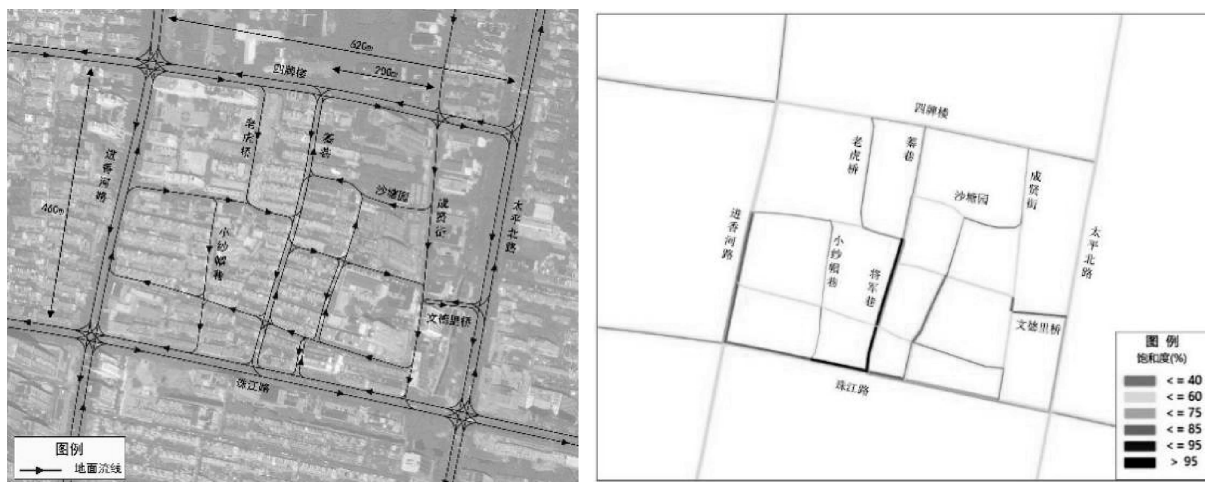 620m
200m
四牌楼
老虎桥
秦巷
进香河路
460m
沙塘园
成贤街
太平北路
小纱帽巷
文德里桥
珠江路
图例
地面流线
四牌楼
老虎桥
秦巷
沙塘园
成贤街
进香河路
小纱帽巷
将军巷
太平北路
文德里桥
珠江路
图 例
饱和度(%)
<= 40
<= 60
<= 75
<= 85
<= 95
> 95